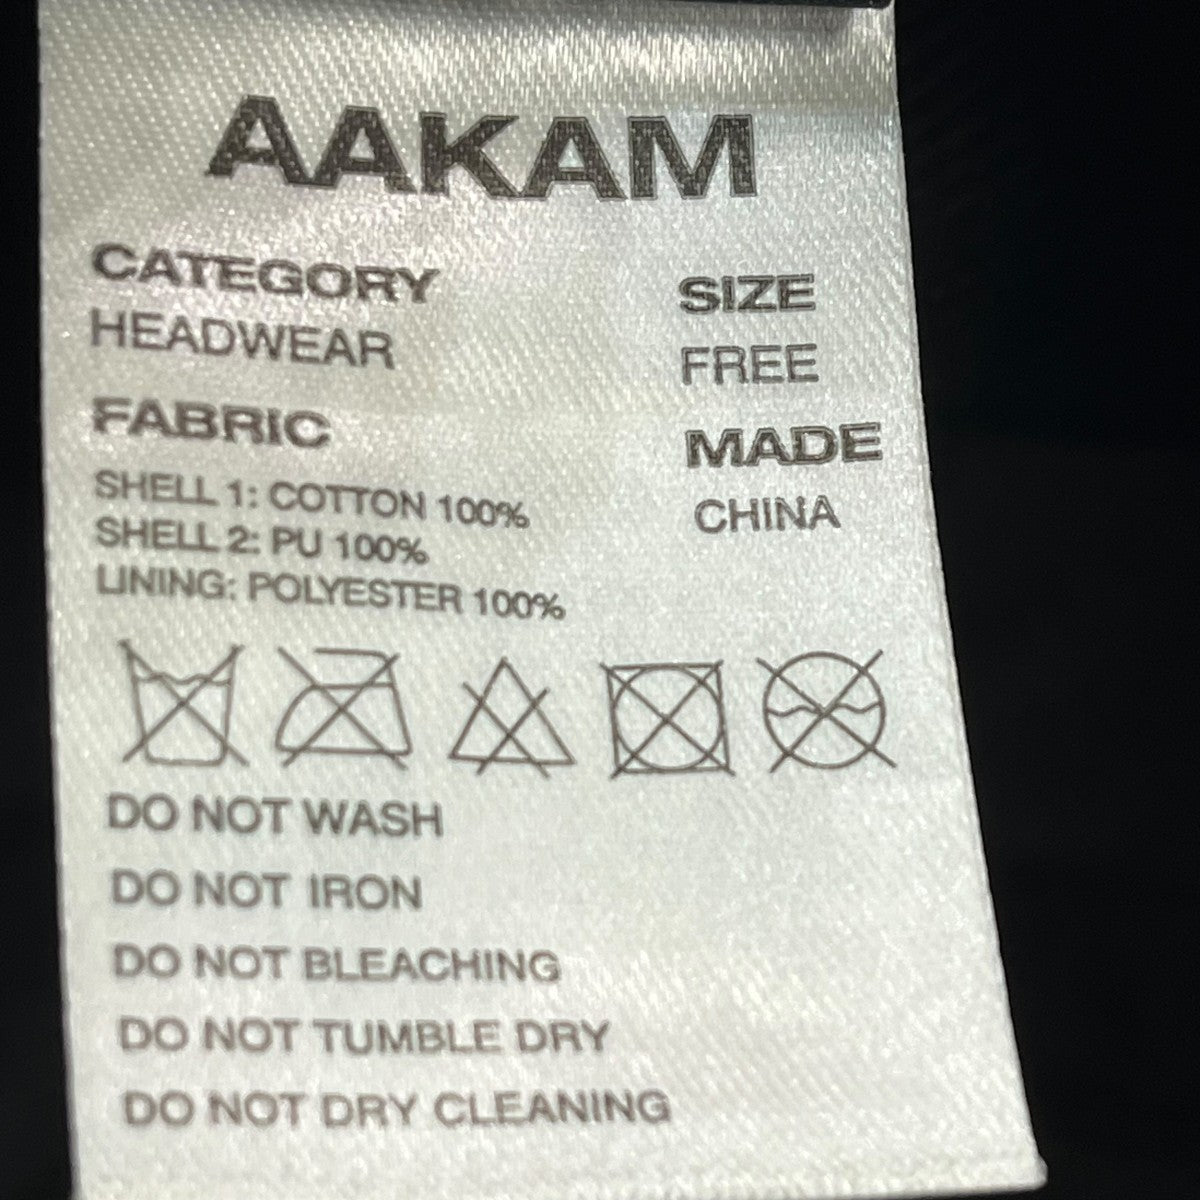 AAKAM
CATEGORY
HEADWEAR
SIZE
FREE
FABRIC
SHELL 1: COTTON 100%
SHELL 2: PU 100%
LINING: POLYESTER 100%
MADE
CHINA
DO NOT WASH
DO NOT IRON
DO NOT BLEACHING
DO NOT TUMBLE DRY
DO NOT DRY CLEANING